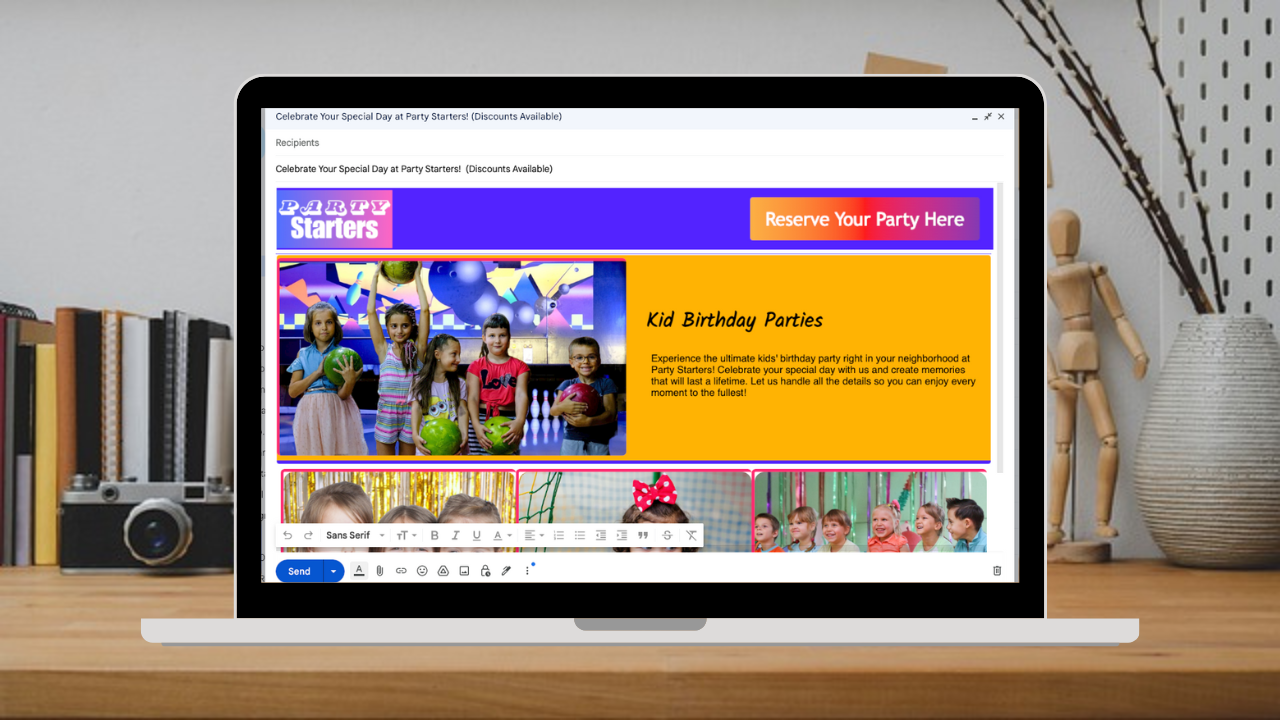 Celebrate Your Special Day at Party Starters! (Discounts Available)
Recipients
Celebrate Your Special Day at Party Starters! (Discounts Available)
PARTY
Starters
Reserve Your Party Here
Kid Birthday Parties
Experience the ultimate kids' birthday party right in your neighborhood at
Party Starters! Celebrate your special day with us and create memories
that will last a lifetime. Let us handle all the details so you can enjoy every
moment to the fullest!
Love
Sans Serif
Send